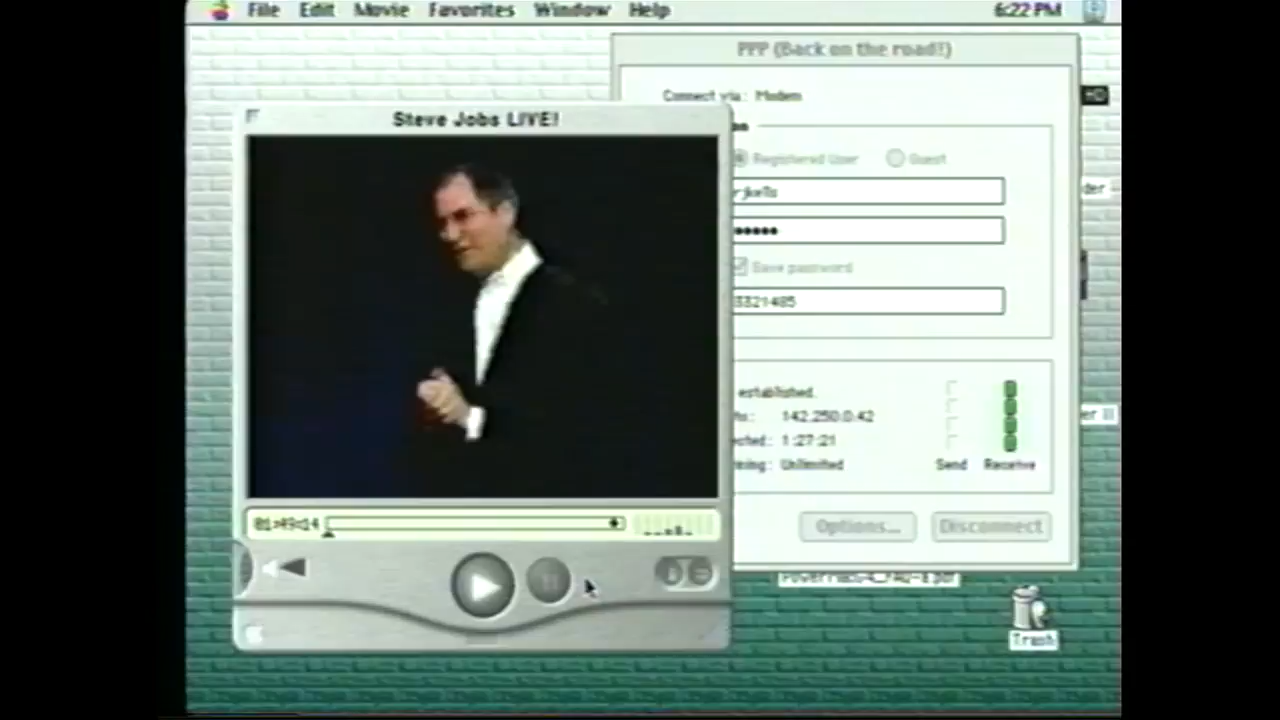 File Edit Movie Favorites Window Help 6:22 PM
PPP (Back on the road!)
Connect via: Modem
Steve Jobs LIVE!
Registered User Guest
rjkells
Save password
3321485
established.
142.250.0.42
1:27:21
Unlimited
Send Receive
01:49:14
Options... Disconnect
Trash